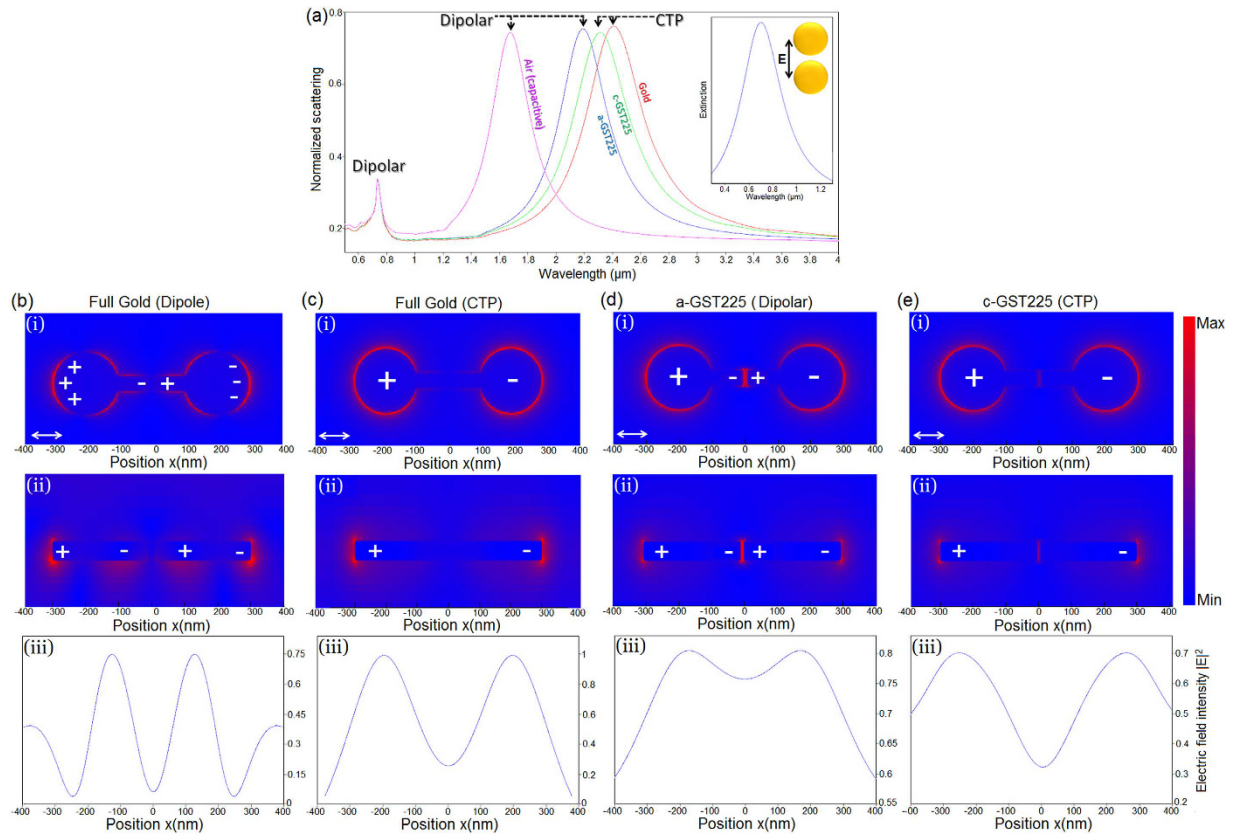 (a)
0.8
0.6
0.4
0.2
Normalized scattering
Dipolar
CTP
Dipolar
Air (capacitive)
a-GST225
c-GST225
Gold
0.6 0.8 1 1.2 1.4 1.6 1.8 2 2.2 2.4 2.6 2.8 3 3.2 3.4 3.6 3.8 4
Wavelength (µm)
Extinction
E
0.4 0.6 0.8 1 1.2
Wavelength (µm)
(b) Full Gold (Dipole)
(i)
+ + + - + - - -
-400 -300 -200 -100 0 100 200 300 400
Position x(nm)
(ii)
+ - + -
-400 -300 -200 -100 0 100 200 300 400
Position x(nm)
(iii)
0.75
0.6
0.45
0.3
0.15
0
-400 -300 -200 -100 0 100 200 300 400
Position x(nm)
(c) Full Gold (CTP)
(i)
+ -
-400 -300 -200 -100 0 100 200 300 400
Position x(nm)
(ii)
+ -
-400 -300 -200 -100 0 100 200 300 400
Position x(nm)
(iii)
1
0.8
0.6
0.4
0.2
0
-400 -300 -200 -100 0 100 200 300 400
Position x(nm)
(d) a-GST225 (Dipolar)
(i)
+ - + -
-400 -300 -200 -100 0 100 200 300 400
Position x(nm)
(ii)
+ - + -
-400 -300 -200 -100 0 100 200 300 400
Position x(nm)
(iii)
0.8
0.75
0.7
0.65
0.6
0.55
-400 -300 -200 -100 0 100 200 300 400
Position x(nm)
(e) c-GST225 (CTP)
(i)
+ -
-400 -300 -200 -100 0 100 200 300 400
Position x(nm)
(ii)
+ -
-400 -300 -200 -100 0 100 200 300 400
Position x(nm)
(iii)
0.7
0.6
0.5
0.4
0.3
0.2
-400 -300 -200 -100 0 100 200 300 400
Position x(nm)
Electric field intensity |E|²
Max
Min